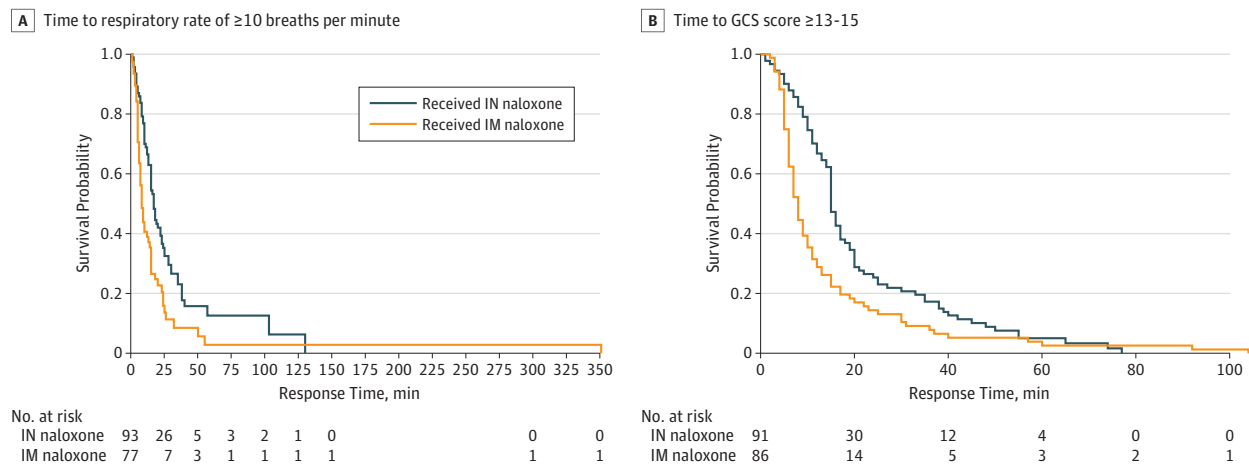 A Time to respiratory rate of ≥10 breaths per minute
1.0
0.8
0.6
0.4
0.2
0
Survival Probability
Received IN naloxone
Received IM naloxone
0 25 50 75 100 125 150 175 200 225 250 275 300 325 350
Response Time, min
No. at risk
IN naloxone 93 26 5 3 2 1 0 0 0
IM naloxone 77 7 3 1 1 1 1 1 1
B Time to GCS score ≥13-15
1.0
0.8
0.6
0.4
0.2
0
Survival Probability
0 20 40 60 80 100
Response Time, min
No. at risk
IN naloxone 91 30 12 4 0 0
IM naloxone 86 14 5 3 2 1